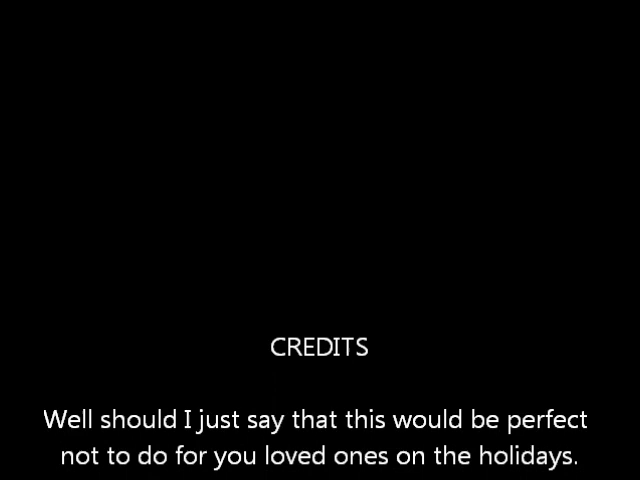 CREDITS
Well should I just say that this would be perfect
not to do for you loved ones on the holidays.